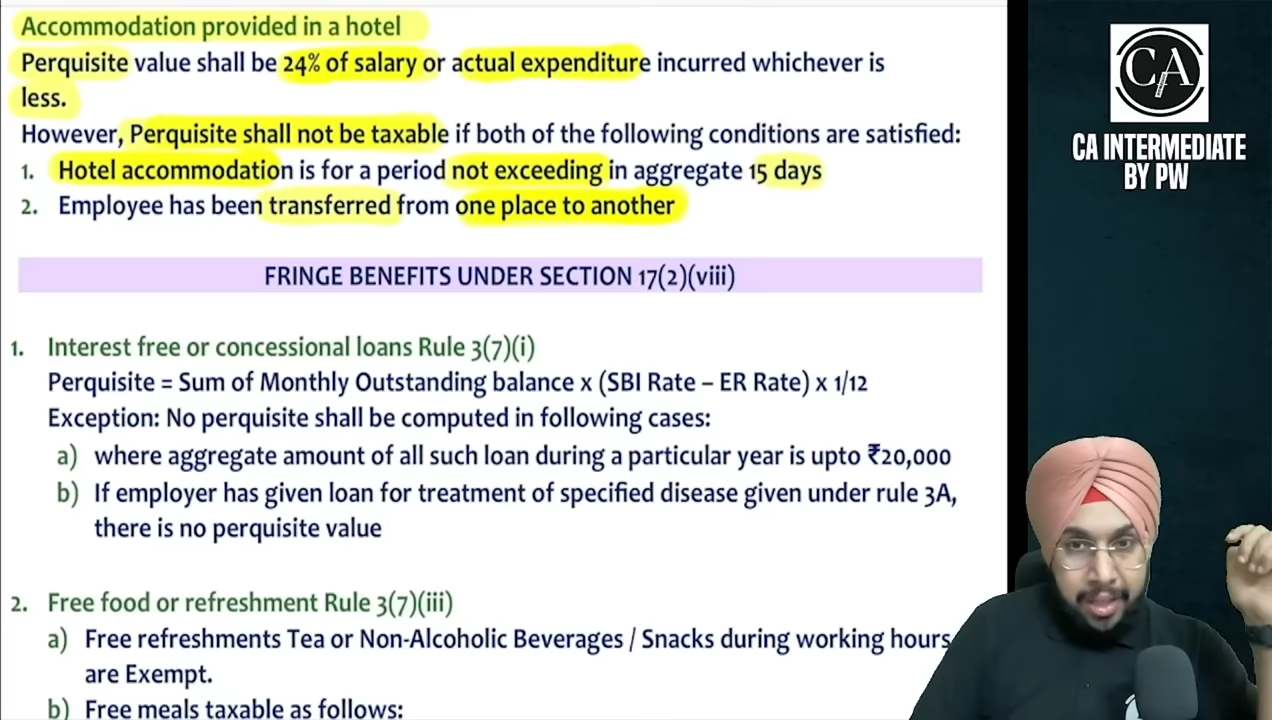 Accommodation provided in a hotel
Perquisite value shall be 24% of salary or actual expenditure incurred whichever is
less.
However, Perquisite shall not be taxable if both of the following conditions are satisfied:
1. Hotel accommodation is for a period not exceeding in aggregate 15 days
2. Employee has been transferred from one place to another
FRINGE BENEFITS UNDER SECTION 17(2)(viii)
1. Interest free or concessional loans Rule 3(7)(i)
Perquisite = Sum of Monthly Outstanding balance x (SBI Rate – ER Rate) x 1/12
Exception: No perquisite shall be computed in following cases:
a) where aggregate amount of all such loan during a particular year is upto ₹20,000
b) If employer has given loan for treatment of specified disease given under rule 3A,
there is no perquisite value
2. Free food or refreshment Rule 3(7)(iii)
a) Free refreshments Tea or Non-Alcoholic Beverages / Snacks during working hours
are Exempt.
b) Free meals taxable as follows:
CA
CA INTERMEDIATE
BY PW